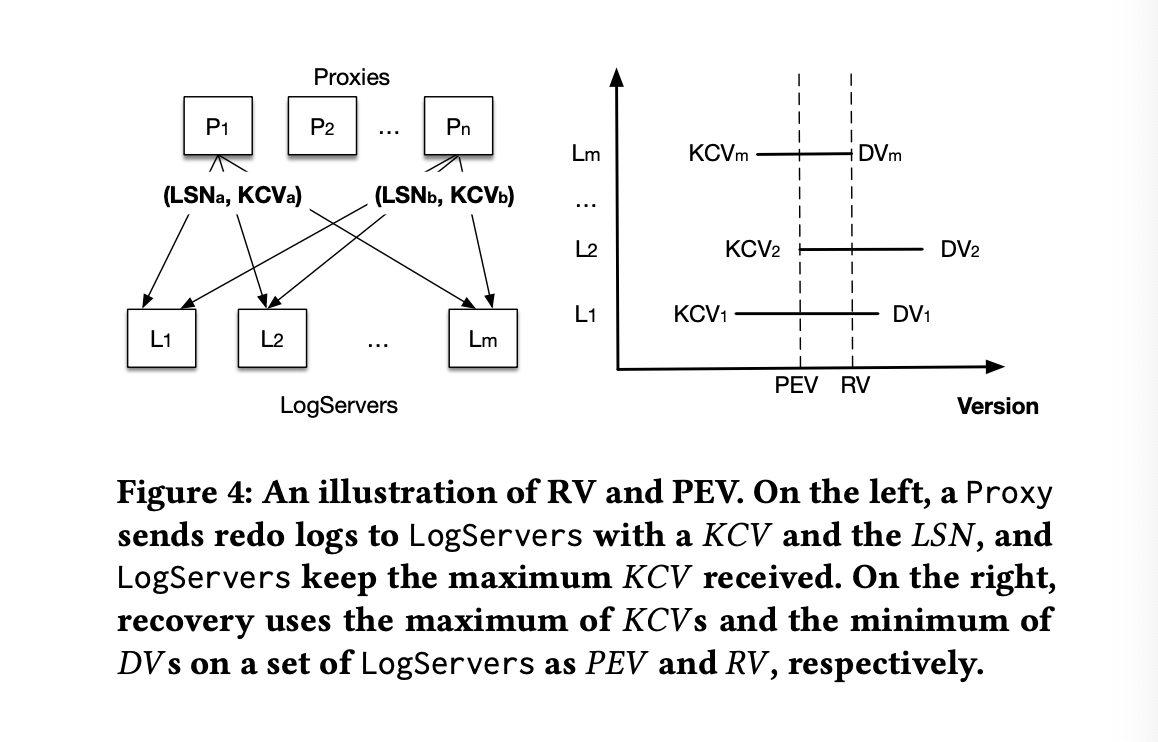 Proxies
P1 P2 ... Pn
(LSNa, KCVa) (LSNb, KCVb)
L1 L2 ... Lm
LogServers
Lm KCVm DVm
...
L2 KCV2 DV2
L1 KCV1 DV1
PEV RV
Version
Figure 4: An illustration of RV and PEV. On the left, a Proxy
sends redo logs to LogServers with a KCV and the LSN, and
LogServers keep the maximum KCV received. On the right,
recovery uses the maximum of KCVs and the minimum of
DVs on a set of LogServers as PEV and RV, respectively.